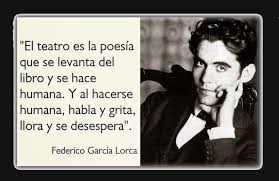 "El teatro es la poesía
que se levanta del
libro y se hace
humana. Y al hacerse
humana, habla y grita,
llora y se desespera".
Federico García Lorca